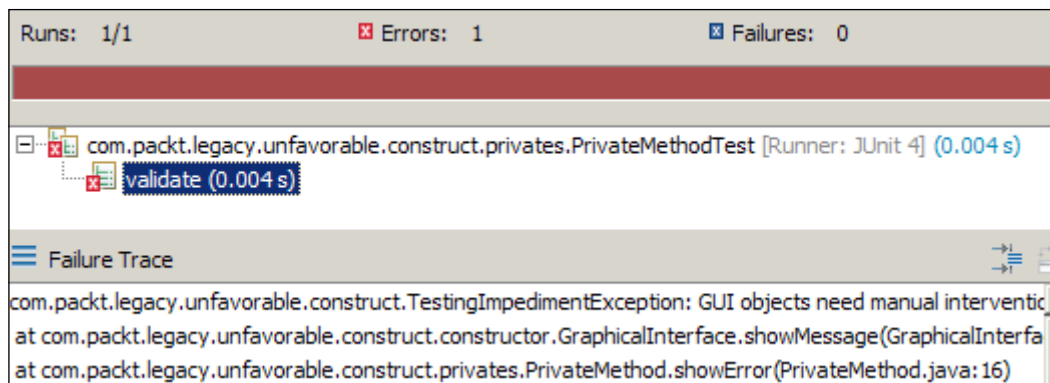 Runs: 1/1 Errors: 1 Failures: 0
com.packt.legacy.unfavorable.construct.privates.PrivateMethodTest [Runner: JUnit 4] (0.004 s)
validate (0.004 s)
Failure Trace
com.packt.legacy.unfavorable.construct.TestingImpedimentException: GUI objects need manual interventic
at com.packt.legacy.unfavorable.construct.constructor.GraphicalInterface.showMessage(GraphicalInterfa
at com.packt.legacy.unfavorable.construct.privates.PrivateMethod.showError(PrivateMethod.java:16)